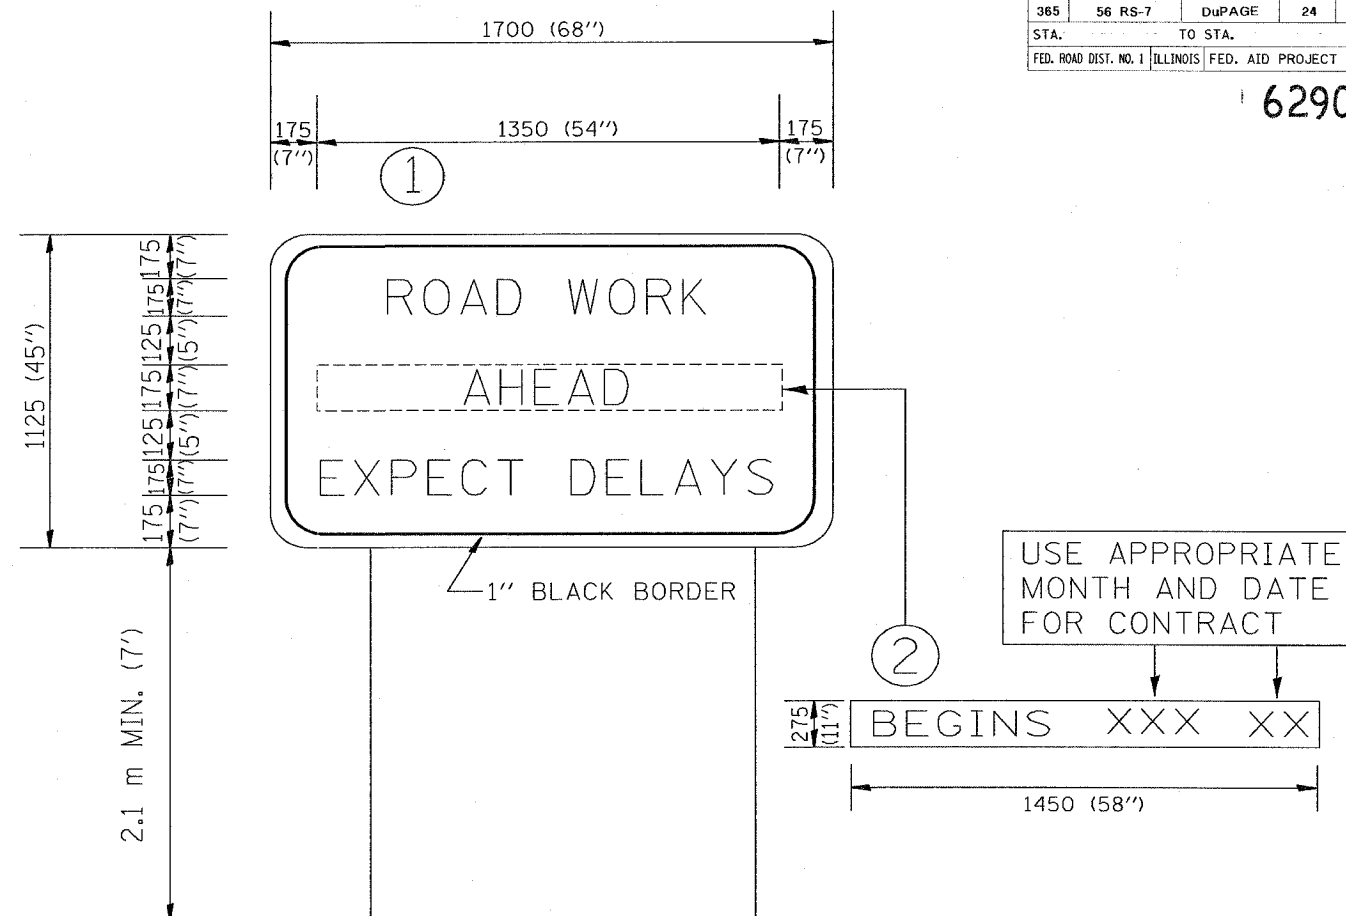 365 56 RS-7 DuPAGE 24
STA. TO STA.
FED. ROAD DIST. NO. 1 ILLINOIS FED. AID PROJECT
6290
1700 (68'')
175 (7'')
1350 (54'')
175 (7'')
1
1125 (45'')
175 (7'')
175 (7'')
125 (5'')
175 (7'')
125 (5'')
175 (7'')
175 (7'')
ROAD WORK
AHEAD
EXPECT DELAYS
1'' BLACK BORDER
2.1 m MIN. (7')
2
USE APPROPRIATE
MONTH AND DATE
FOR CONTRACT
275 (11'')
BEGINS XXX XX
1450 (58'')